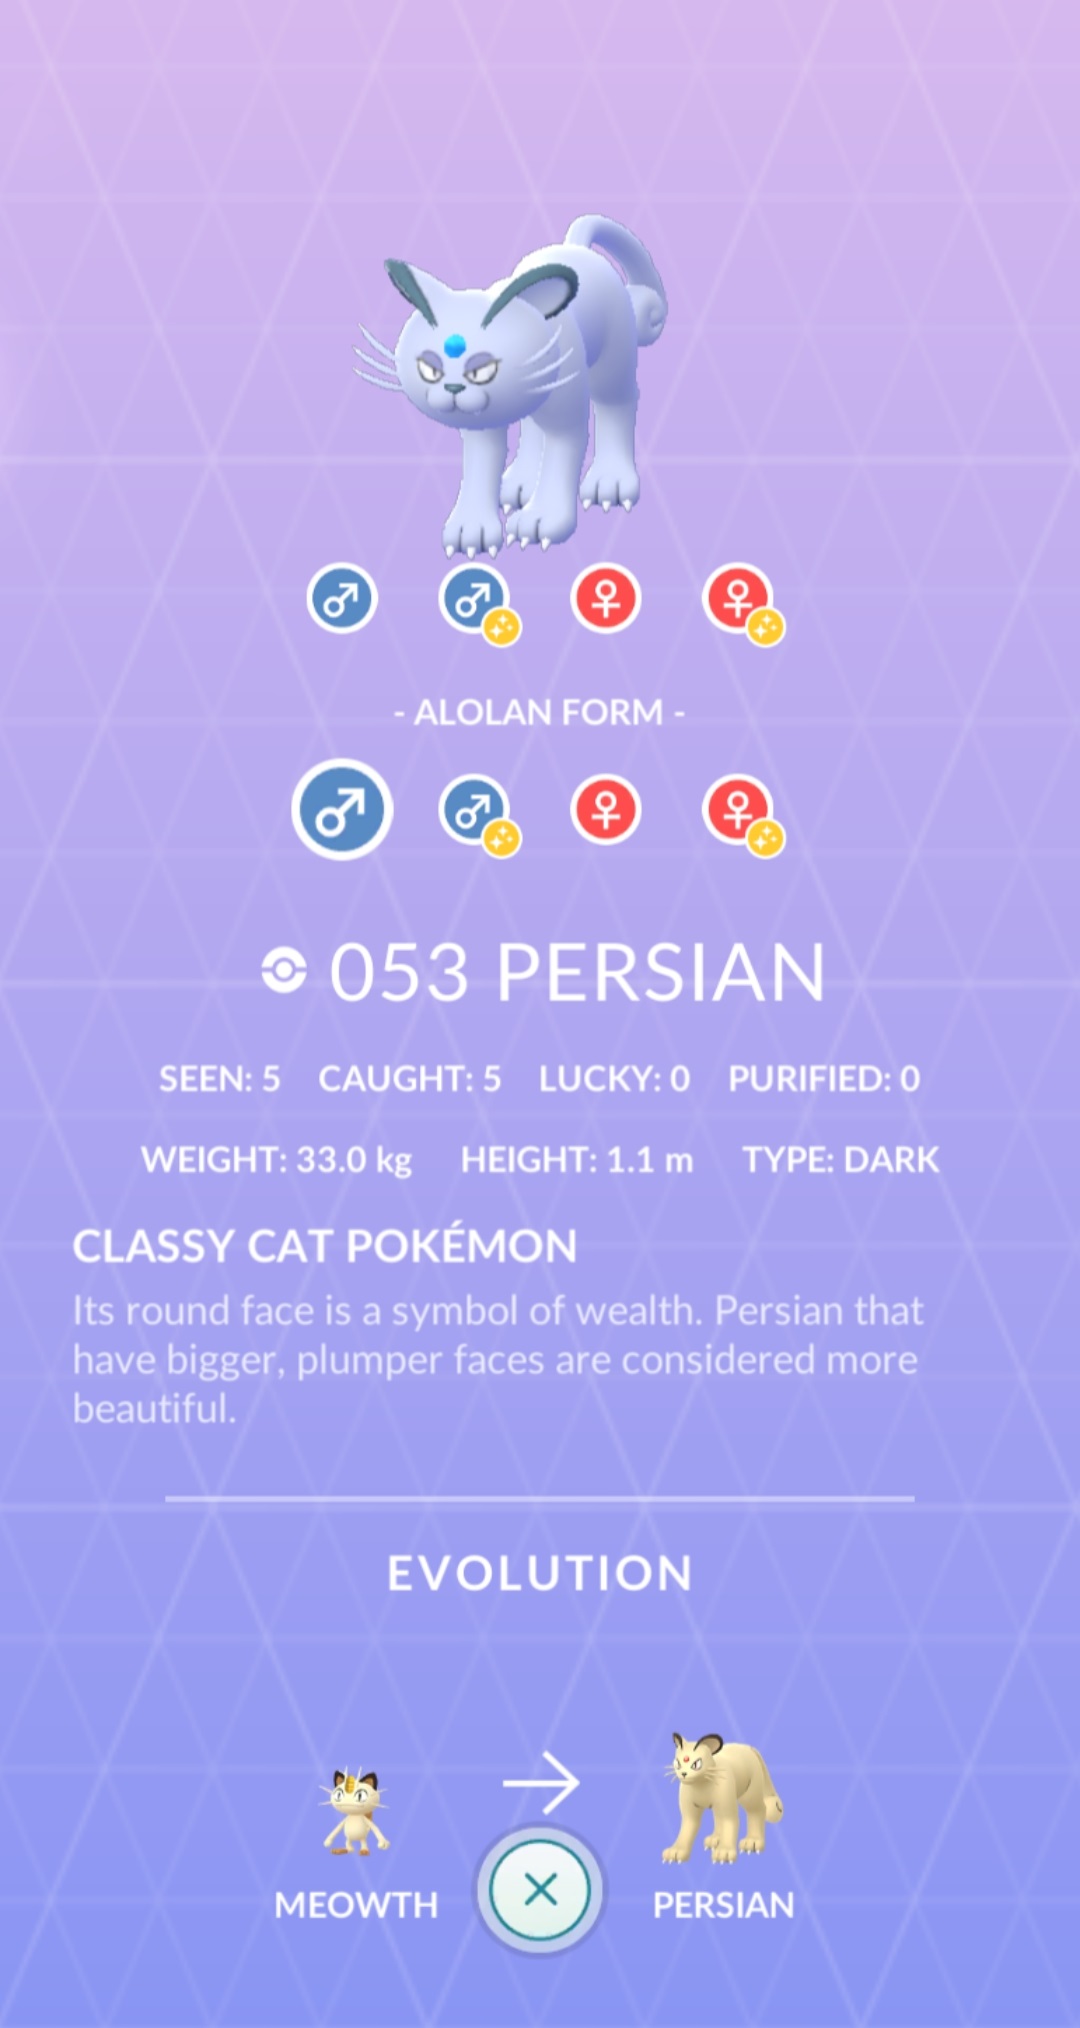 - ALOLAN FORM -
053 PERSIAN
SEEN: 5 CAUGHT: 5 LUCKY: 0 PURIFIED: 0
WEIGHT: 33.0 kg HEIGHT: 1.1 m TYPE: DARK
CLASSY CAT POKÉMON
Its round face is a symbol of wealth. Persian that
have bigger, plumper faces are considered more
beautiful.
EVOLUTION
MEOWTH PERSIAN